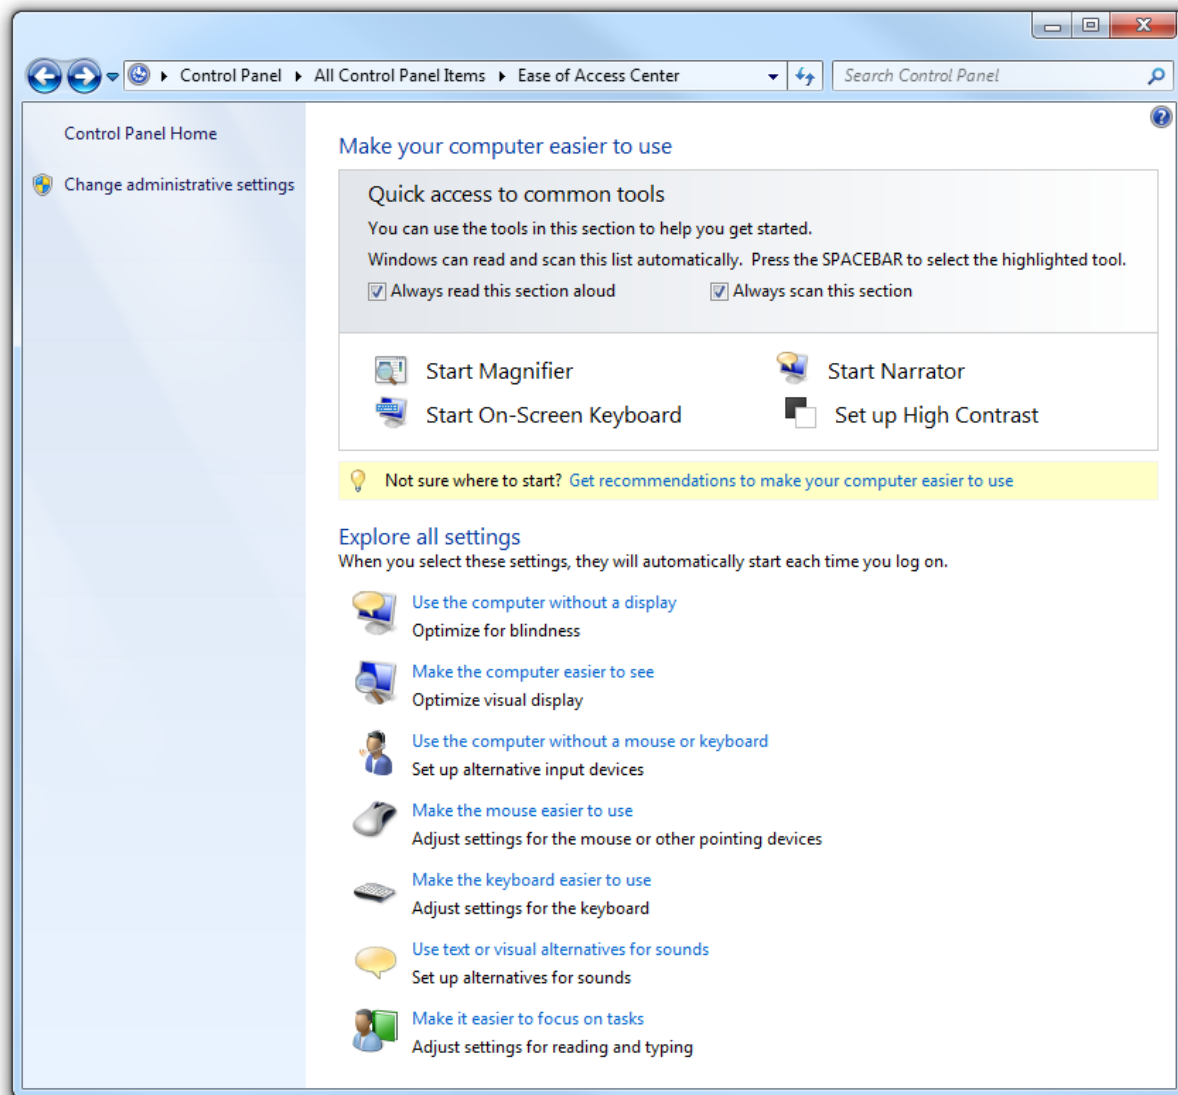 Control Panel
All Control Panel Items
Ease of Access Center
Search Control Panel
Control Panel Home
Change administrative settings
Make your computer easier to use
Quick access to common tools
You can use the tools in this section to help you get started.
Windows can read and scan this list automatically.  Press the SPACEBAR to select the highlighted tool.
Always read this section aloud
Always scan this section
Start Magnifier
Start Narrator
Start On-Screen Keyboard
Set up High Contrast
Not sure where to start? Get recommendations to make your computer easier to use
Explore all settings
When you select these settings, they will automatically start each time you log on.
Use the computer without a display
Optimize for blindness
Make the computer easier to see
Optimize visual display
Use the computer without a mouse or keyboard
Set up alternative input devices
Make the mouse easier to use
Adjust settings for the mouse or other pointing devices
Make the keyboard easier to use
Adjust settings for the keyboard
Use text or visual alternatives for sounds
Set up alternatives for sounds
Make it easier to focus on tasks
Adjust settings for reading and typing